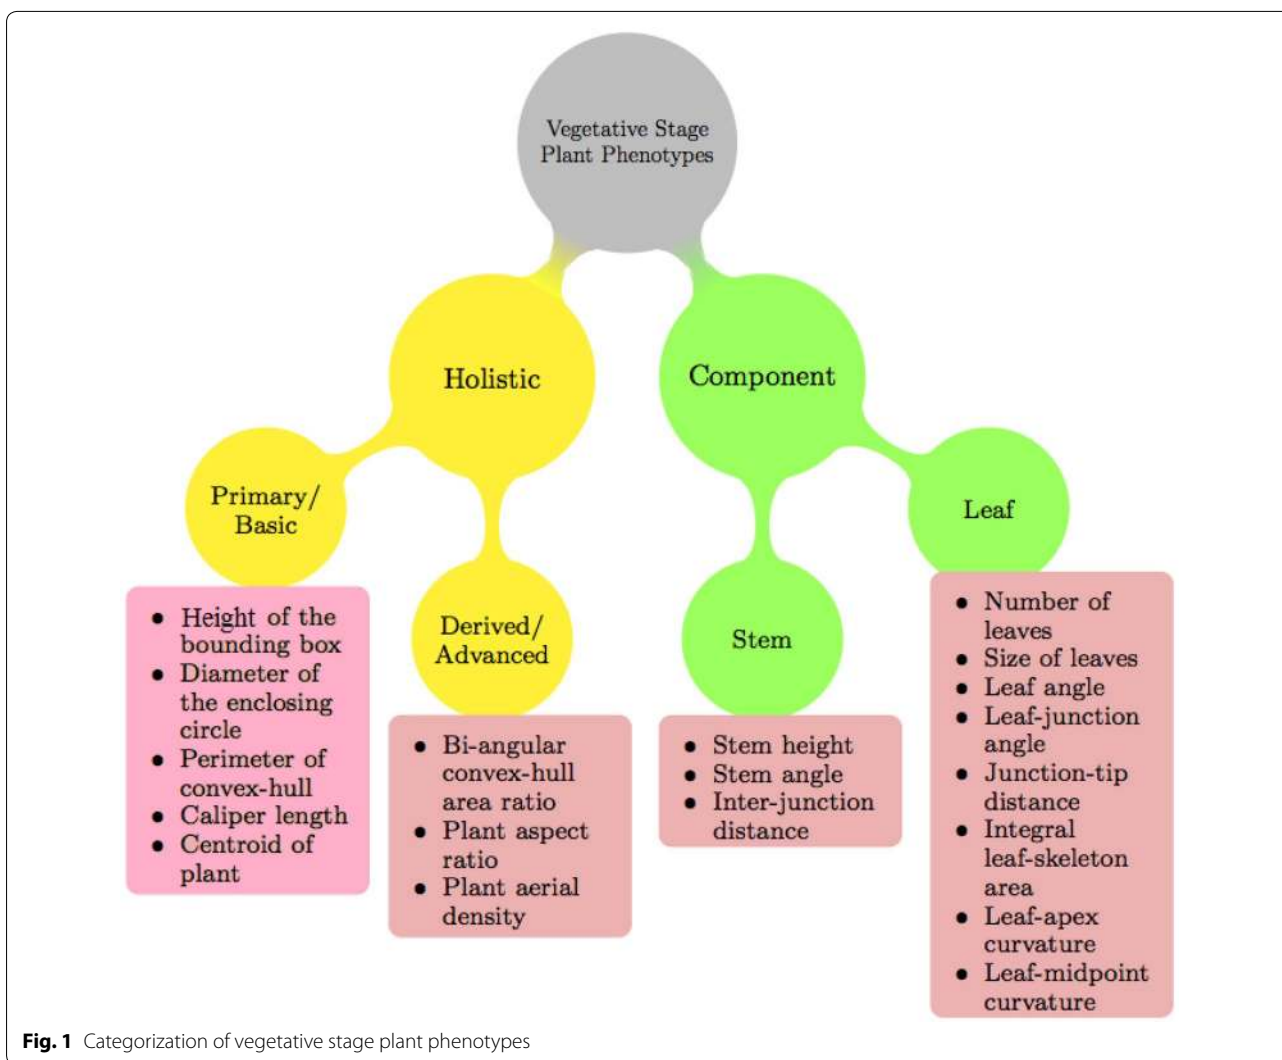 Vegetative Stage
Plant Phenotypes
Holistic
Component
Primary/
Basic
Leaf
Derived/
Advanced
Stem
• Height of the
bounding box
• Diameter of
the enclosing
circle
• Perimeter of
convex-hull
• Caliper length
• Centroid of
plant
• Bi-angular
convex-hull
area ratio
• Plant aspect
ratio
• Plant aerial
density
• Stem height
• Stem angle
• Inter-junction
distance
• Number of
leaves
• Size of leaves
• Leaf angle
• Leaf-junction
angle
• Junction-tip
distance
• Integral
leaf-skeleton
area
• Leaf-apex
curvature
• Leaf-midpoint
curvature
Fig. 1 Categorization of vegetative stage plant phenotypes